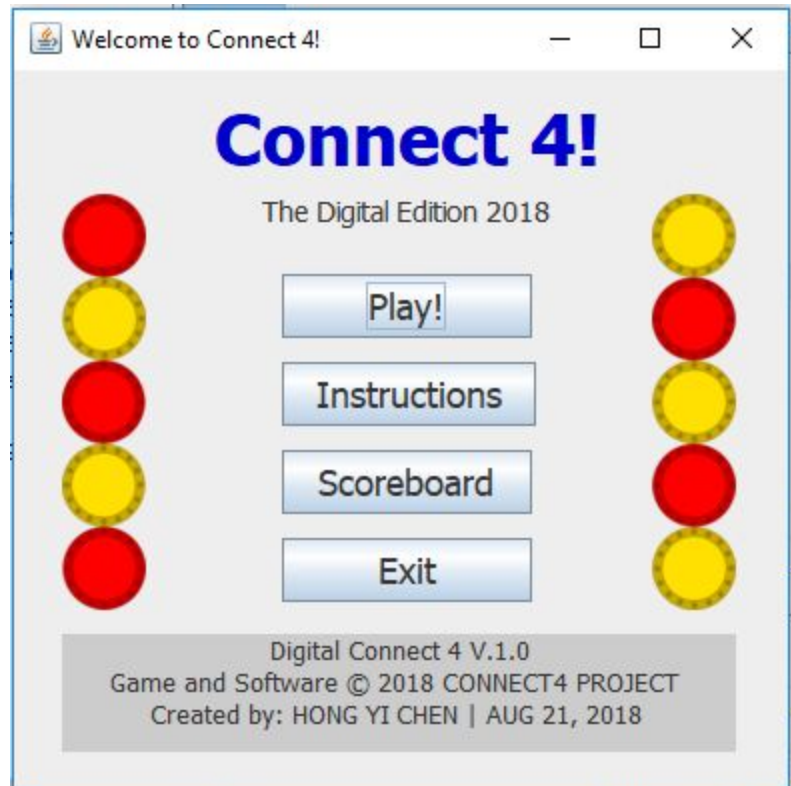 Welcome to Connect 4!
Connect 4!
The Digital Edition 2018
Play!
Instructions
Scoreboard
Exit
Digital Connect 4 V.1.0
Game and Software © 2018 CONNECT4 PROJECT
Created by: HONG YI CHEN | AUG 21, 2018